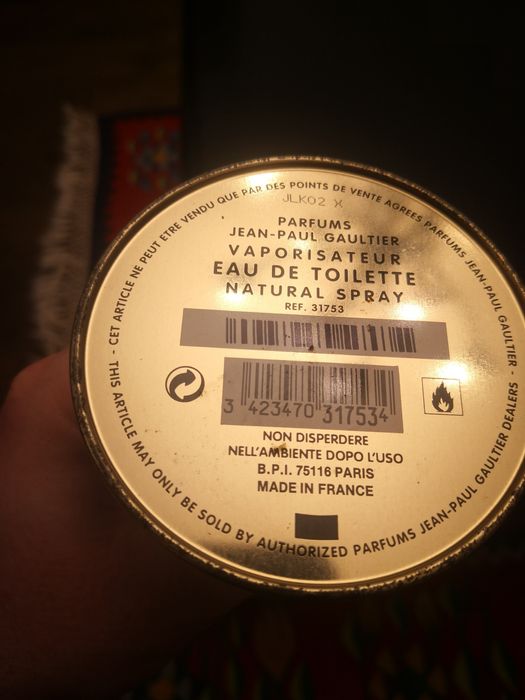 - CET ARTICLE NE PEUT ETRE VENDU QUE PAR DES POINTS DE VENTE AGREES PARFUMS JEAN-PAUL GAULTIER -
JLK02 X
PARFUMS
JEAN-PAUL GAULTIER
VAPORISATEUR
EAU DE TOILETTE
NATURAL SPRAY
REF. 31753
3 423470 317534
NON DISPERDERE
NELL'AMBIENTE DOPO L'USO
B.P.I. 75116 PARIS
MADE IN FRANCE
THIS ARTICLE MAY ONLY BE SOLD BY AUTHORIZED PARFUMS JEAN-PAUL GAULTIER DEALERS -